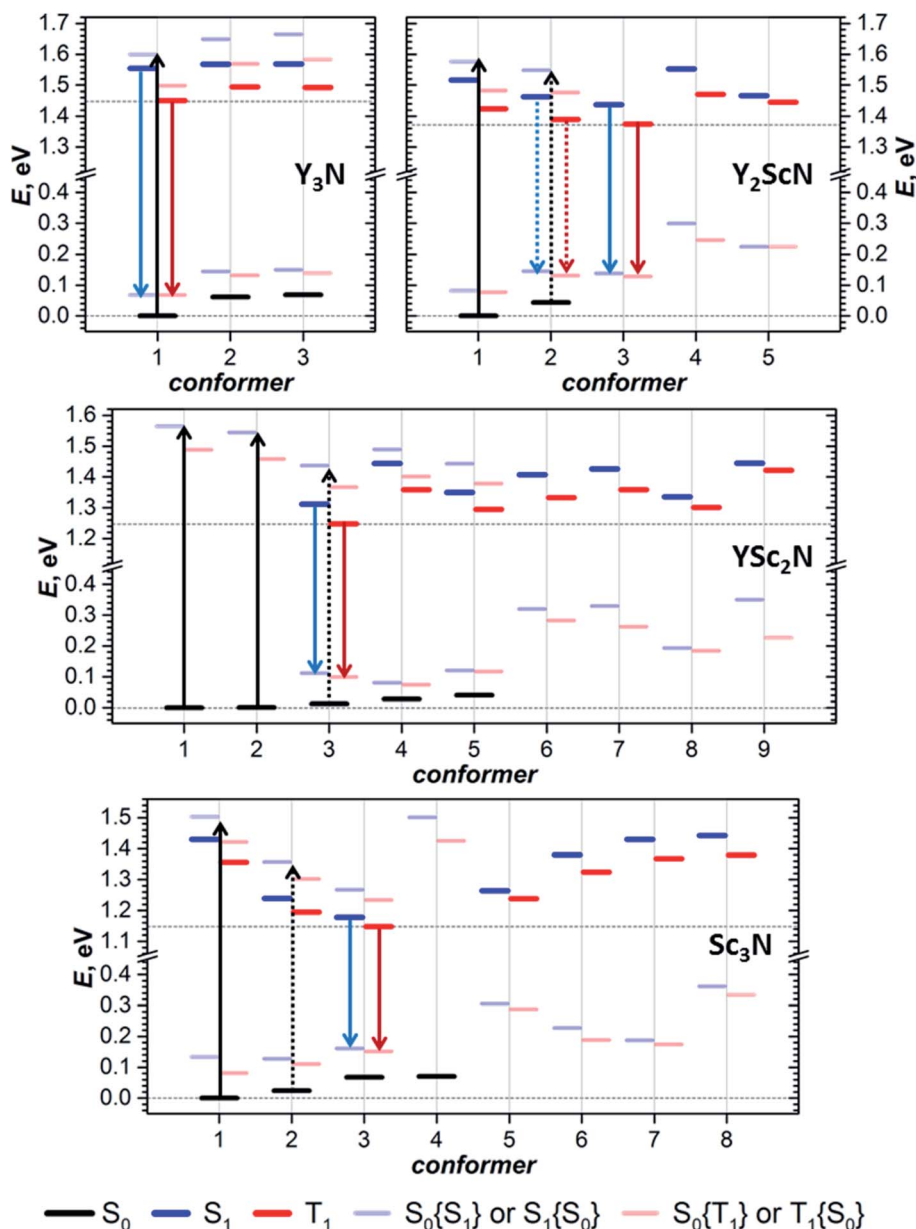 1.7
1.6
1.5
1.4
1.3
0.4
0.3
0.2
0.1
0.0
E, eV
Y₃N
1 2 3
conformer
1.7
1.6
1.5
1.4
1.3
0.4
0.3
0.2
0.1
0.0
E, eV
Y₂ScN
1 2 3 4 5
conformer
1.6
1.5
1.4
1.3
1.2
0.4
0.3
0.2
0.1
0.0
E, eV
YSc₂N
1 2 3 4 5 6 7 8 9
conformer
1.5
1.4
1.3
1.2
1.1
0.4
0.3
0.2
0.1
0.0
E, eV
Sc₃N
1 2 3 4 5 6 7 8
conformer
S₀ S₁ T₁ S₀{S₁} or S₁{S₀} S₀{T₁} or T₁{S₀}